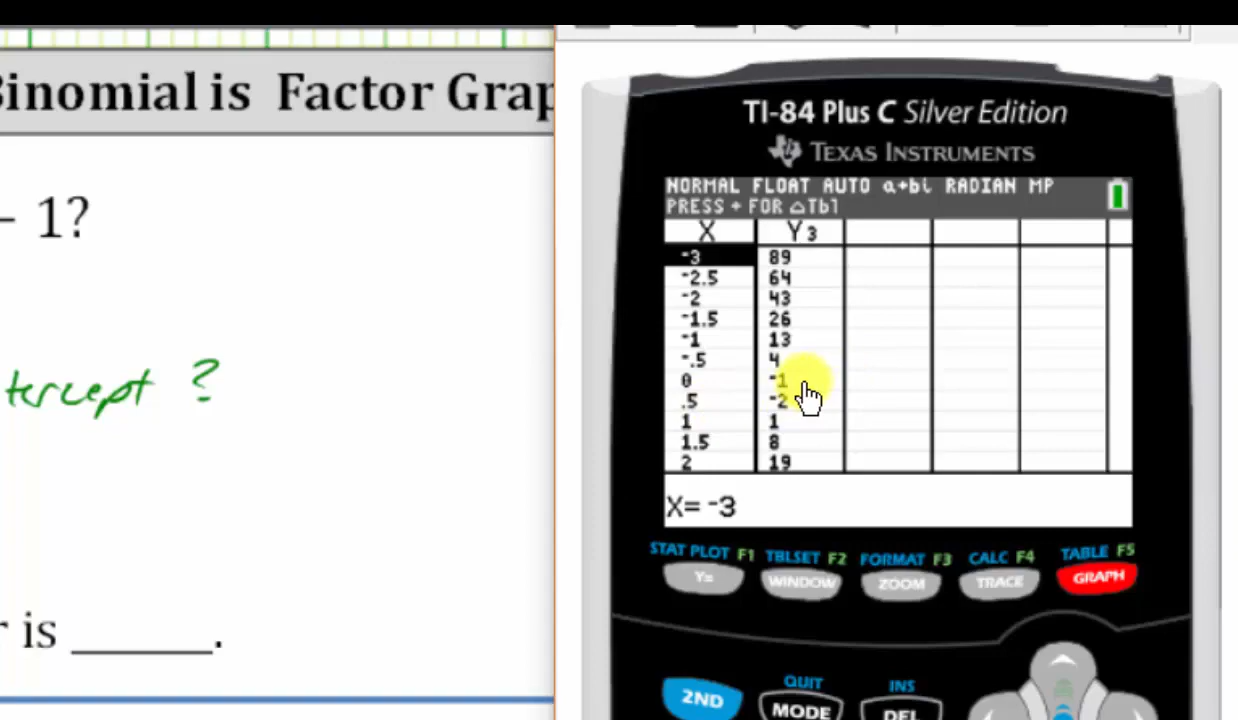 Binomial is Factor Grap
– 1?
tercept ?
r is ______.
TI-84 Plus C Silver Edition
TEXAS INSTRUMENTS
NORMAL FLOAT AUTO a+bi RADIAN MP
PRESS + FOR △Tbl
X Y3
-3 89
-2.5 64
-2 43
-1.5 26
-1 13
-.5 4
0 -1
.5 -2
1 1
1.5 8
2 19
X= -3
STAT PLOT F1 TBLSET F2 FORMAT F3 CALC F4 TABLE F5
Y= WINDOW ZOOM TRACE GRAPH
QUIT INS
2ND MODE DEL